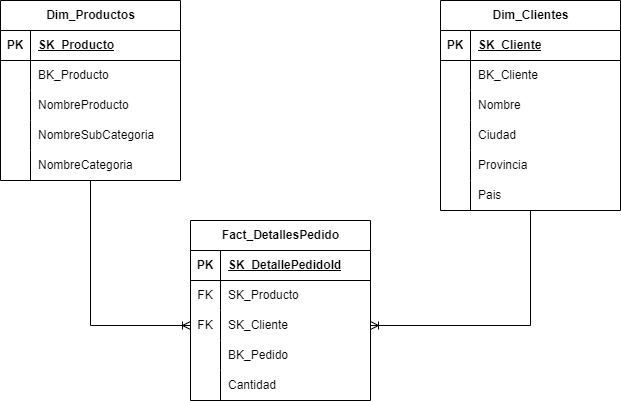 Dim_Productos
PK SK_Producto
BK_Producto
NombreProducto
NombreSubCategoria
NombreCategoria
Dim_Clientes
PK SK_Cliente
BK_Cliente
Nombre
Ciudad
Provincia
Pais
Fact_DetallesPedido
PK SK_DetallePedidoId
FK SK_Producto
FK SK_Cliente
BK_Pedido
Cantidad